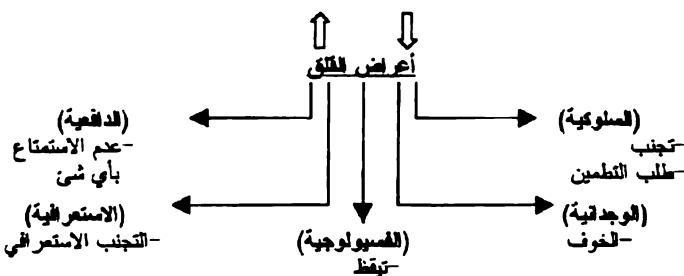 أعراض القلق
(السلوكية)
-تجنب
-طلب التطمين
(الدافعية)
-عدم الاستمتاع
بأي شئ
(الوجدانية)
-الخوف
(الاستعرافية)
-التجنب الاستعرافي
(الفسيولوجية)
-تيقظ